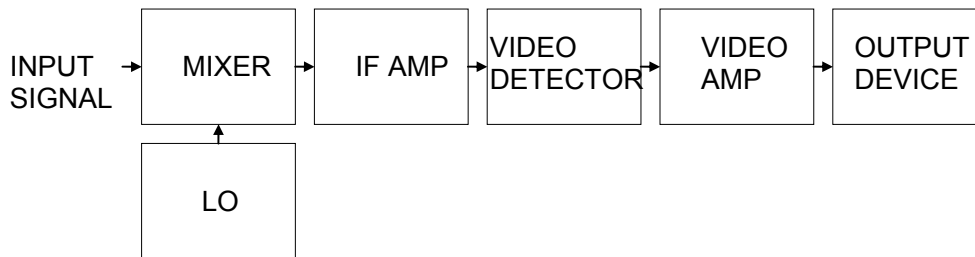 INPUT
SIGNAL
MIXER
IF AMP
VIDEO
DETECTOR
VIDEO
AMP
OUTPUT
DEVICE
LO